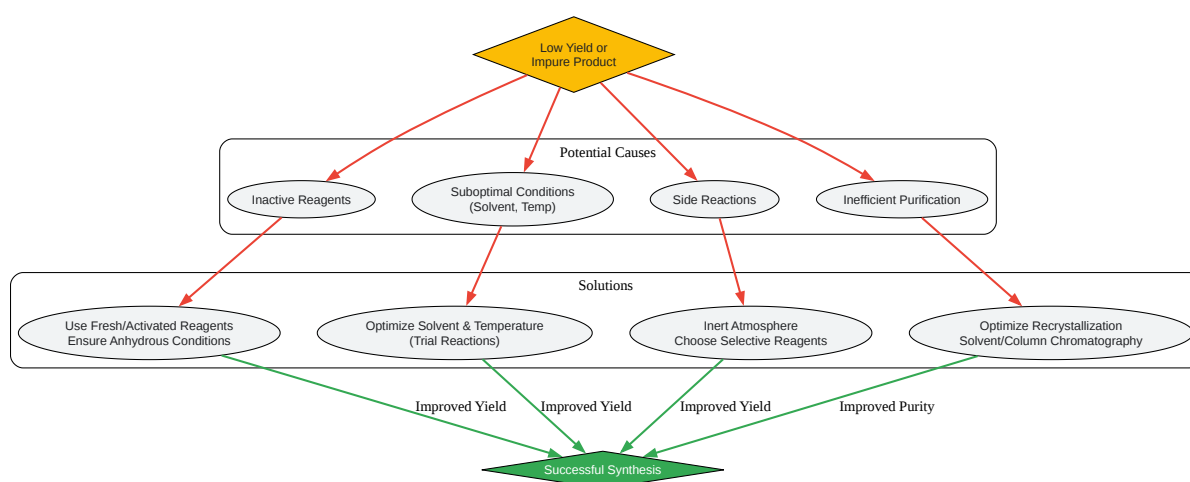 Low Yield or
Impure Product
Potential Causes
Inactive Reagents
Suboptimal Conditions
(Solvent, Temp)
Side Reactions
Inefficient Purification
Solutions
Use Fresh/Activated Reagents
Ensure Anhydrous Conditions
Optimize Solvent & Temperature
(Trial Reactions)
Inert Atmosphere
Choose Selective Reagents
Optimize Recrystallization
Solvent/Column Chromatography
Improved Yield
Improved Yield
Improved Yield
Improved Purity
Successful Synthesis